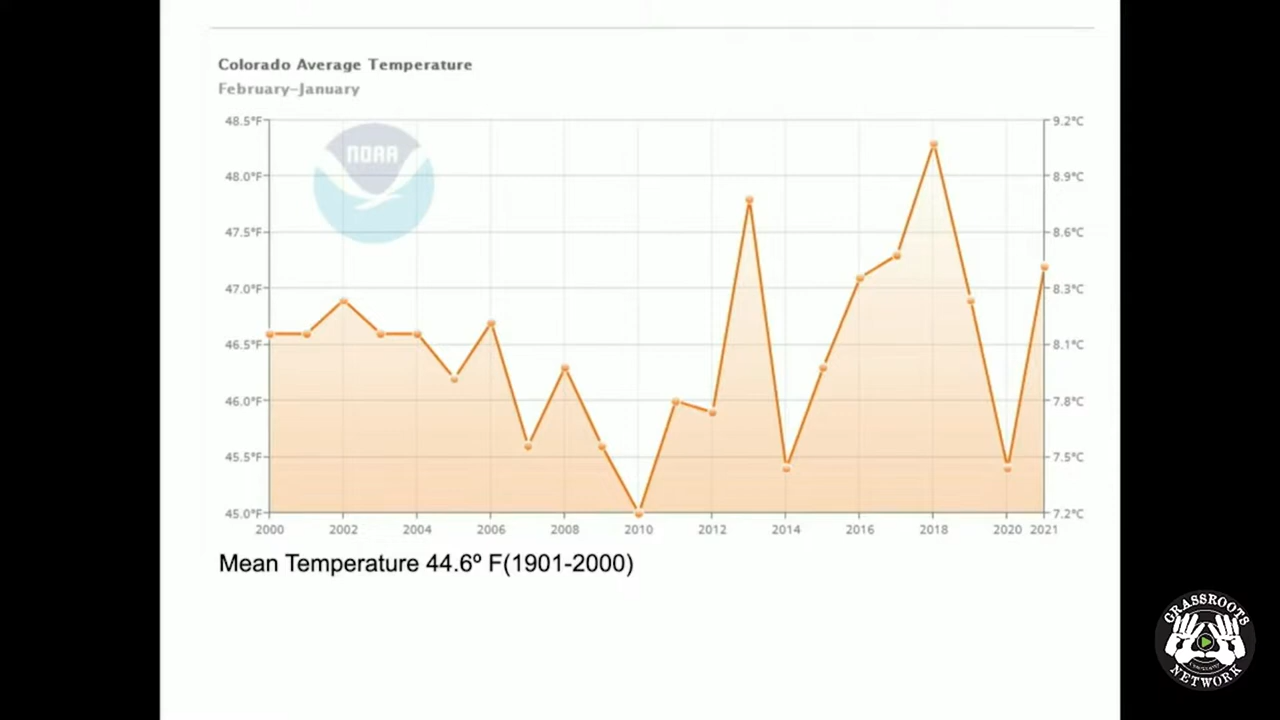 Colorado Average Temperature
February–January
48.5°F
48.0°F
47.5°F
47.0°F
46.5°F
46.0°F
45.5°F
45.0°F
9.2°C
8.9°C
8.6°C
8.3°C
8.1°C
7.8°C
7.5°C
7.2°C
NOAA
2000 2002 2004 2006 2008 2010 2012 2014 2016 2018 2020 2021
Mean Temperature 44.6º F(1901-2000)
GRASSROOTS
NETWORK